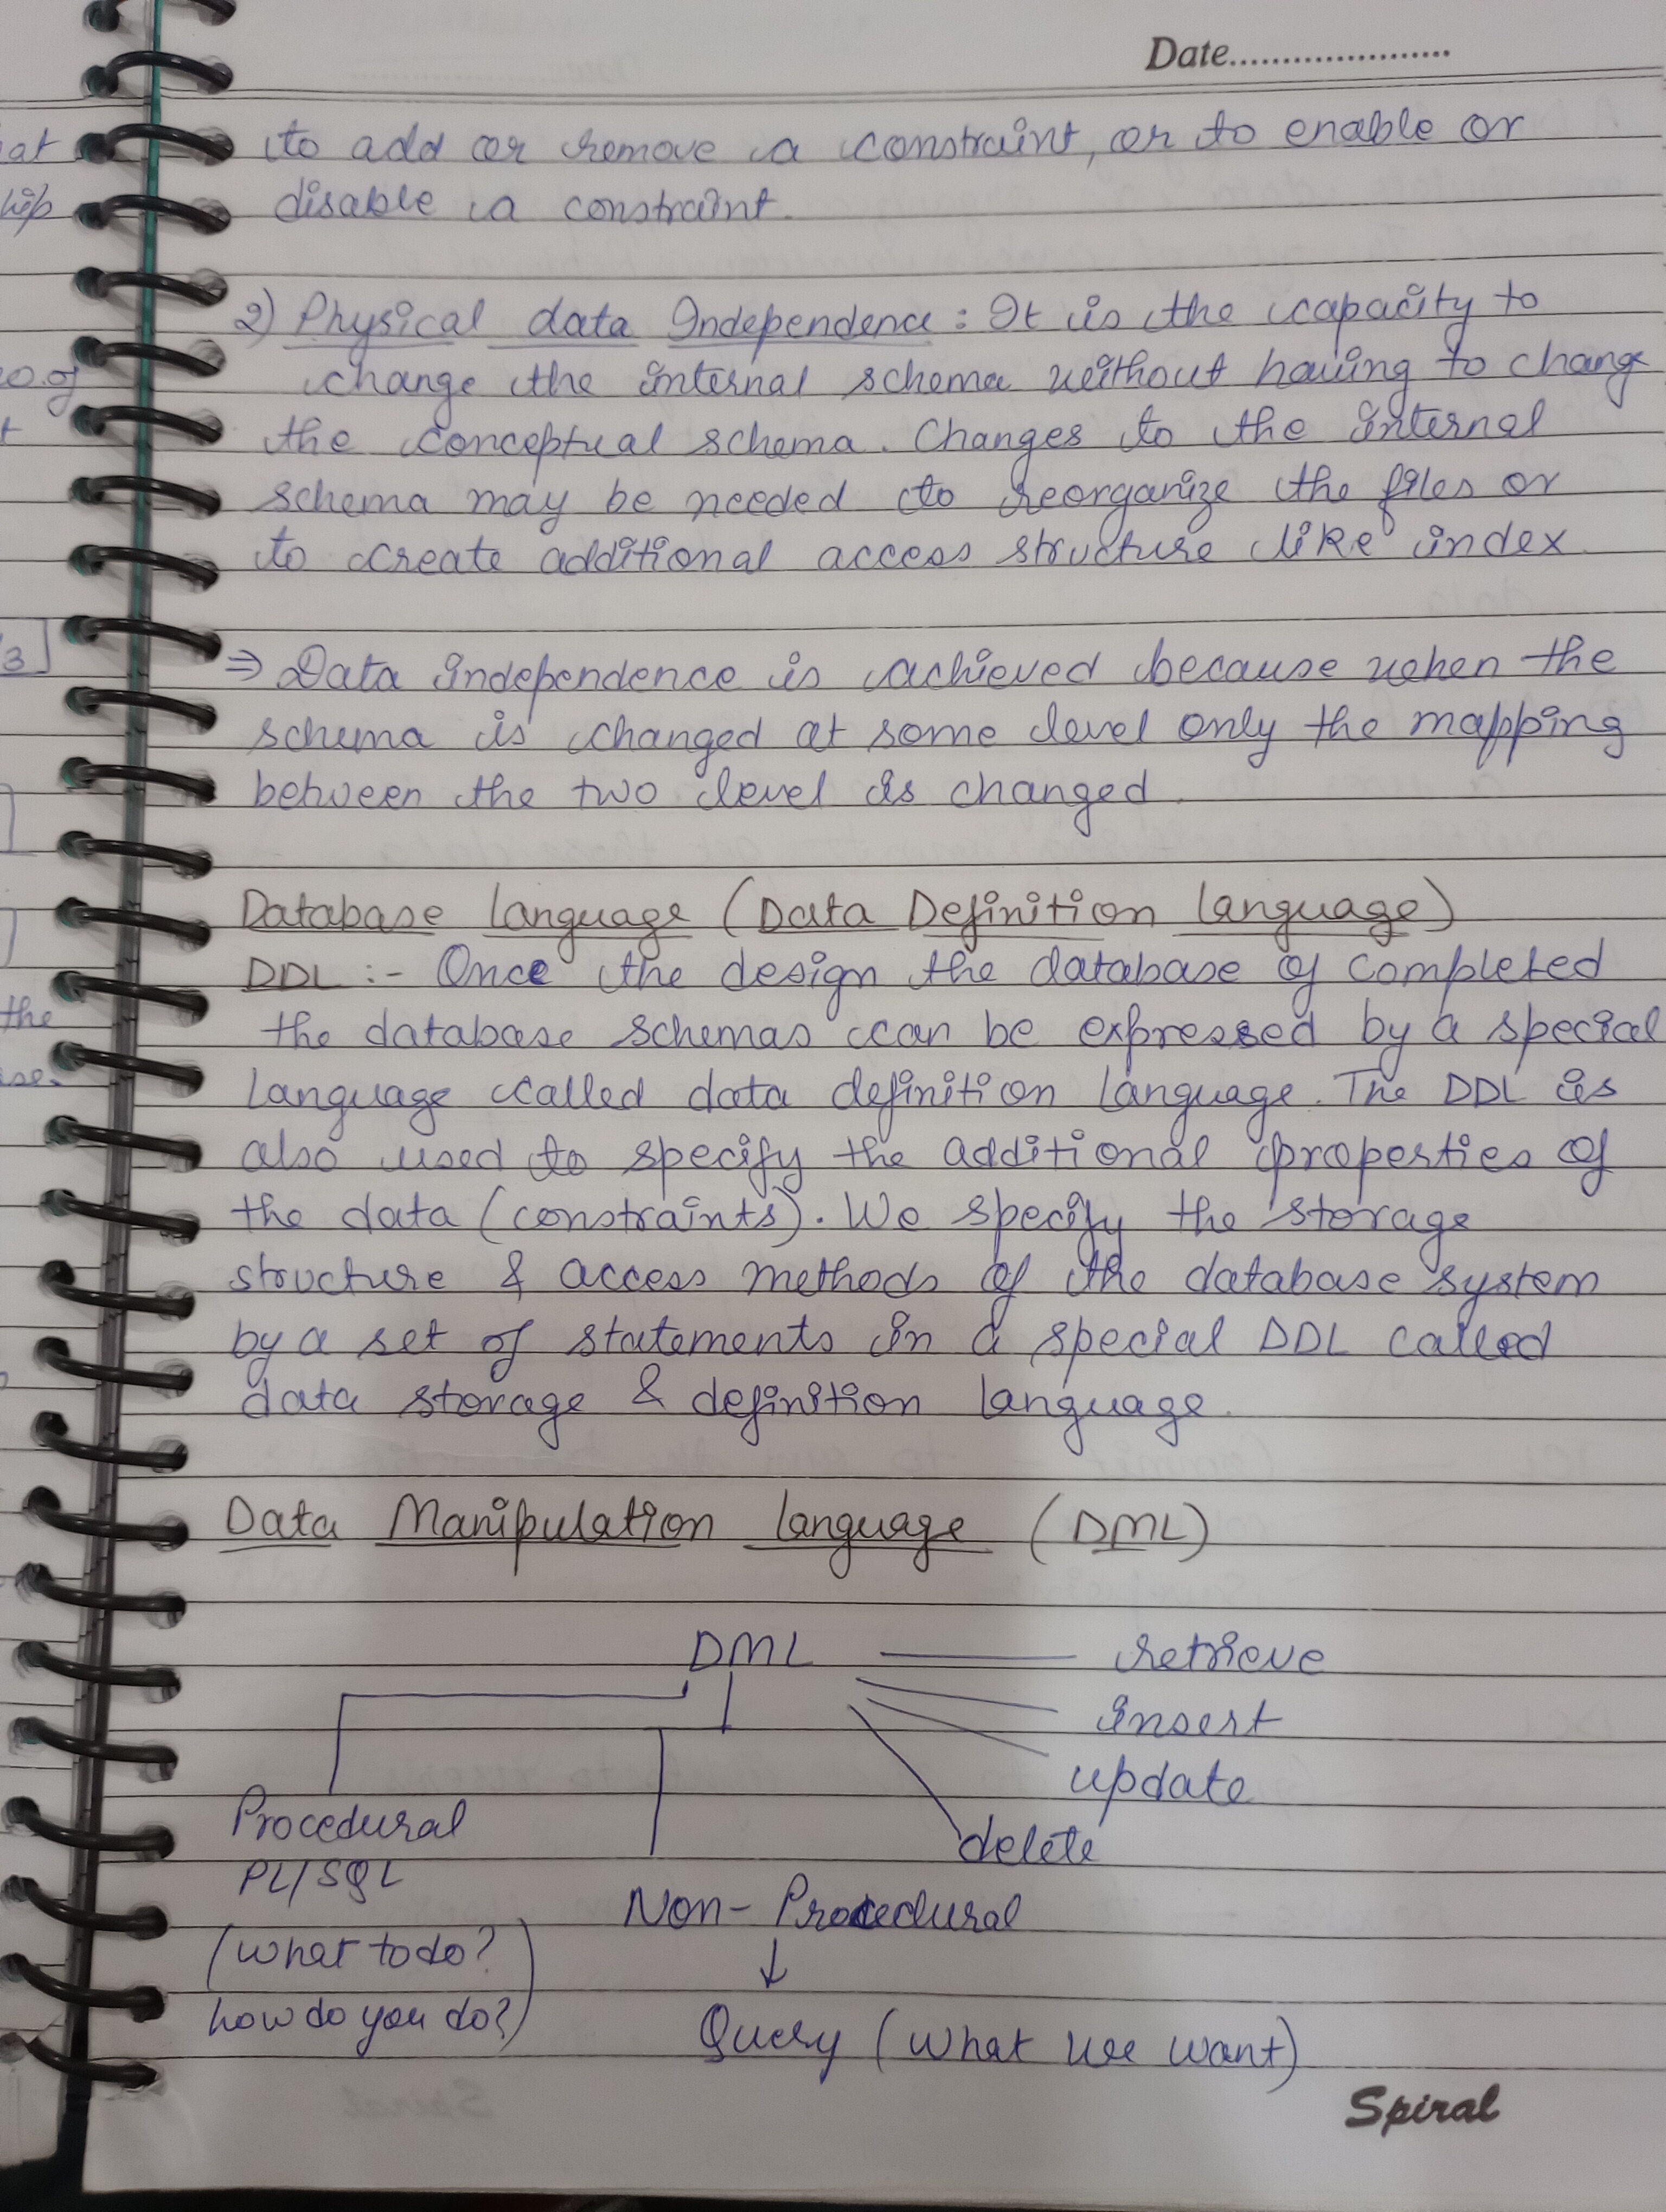 Date.....................
to add or remove a constraint, or to enable or
disable a constraint.
2) Physical data Independence : It is the capacity to
change the internal schema without having to change
the conceptual schema. Changes to the internal
schema may be needed to reorganize the files or
to create additional access structure like index.
⇒ Data independence is achieved because when the
schema is changed at some level only the mapping
between the two level is changed.
Database language (Data Definition language)
DDL :- Once the design the database of completed
the database schemas can be expressed by a special
language called data definition language. The DDL is
also used to specify the additional properties of
the data (constraints). We specify the storage
structure & access methods of the database system
by a set of statements in a special DDL called
data storage & definition language.
Data Manipulation language (DML)
DML
retrieve
insert
update
delete
Procedural
PL/SQL
(what to do?
how do you do?)
Non-Procedural
↓
Query (what we want)
Spiral
at
hip
o.of
t
3]
the
ase.